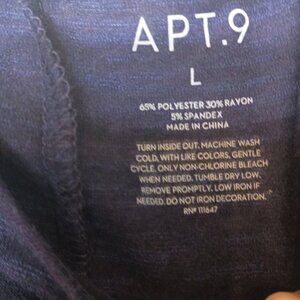 APT.9
L
65% POLYESTER 30% RAYON
5% SPANDEX
MADE IN CHINA
TURN INSIDE OUT. MACHINE WASH
COLD, WITH LIKE COLORS, GENTLE
CYCLE. ONLY NON-CHLORINE BLEACH
WHEN NEEDED. TUMBLE DRY LOW.
REMOVE PROMPTLY. LOW IRON IF
NEEDED. DO NOT IRON DECORATION.
RN# 111647